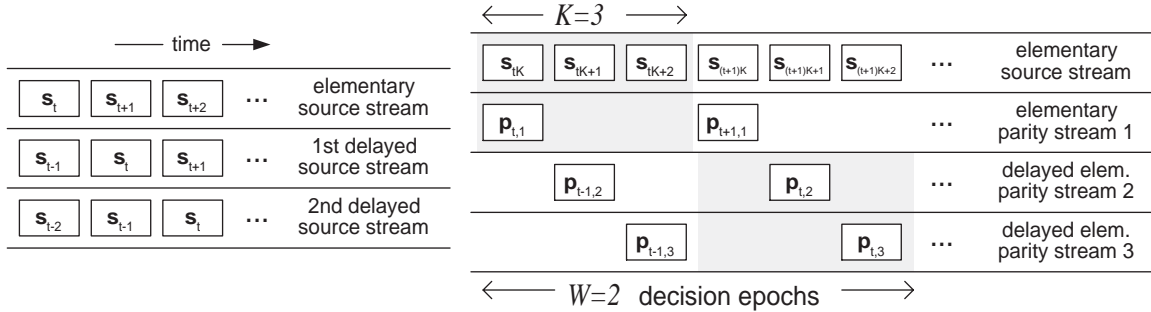 time
s_t s_{t+1} s_{t+2} ... elementary
source stream
s_{t-1} s_t s_{t+1} ... 1st delayed
source stream
s_{t-2} s_{t-1} s_t ... 2nd delayed
source stream
K=3
s_{tK} s_{tK+1} s_{tK+2} s_{(t+1)K} s_{(t+1)K+1} s_{(t+1)K+2} ... elementary
source stream
p_{t,1} p_{t+1,1} ... elementary
parity stream 1
p_{t-1,2} p_{t,2} ... delayed elem.
parity stream 2
p_{t-1,3} p_{t,3} ... delayed elem.
parity stream 3
W=2 decision epochs